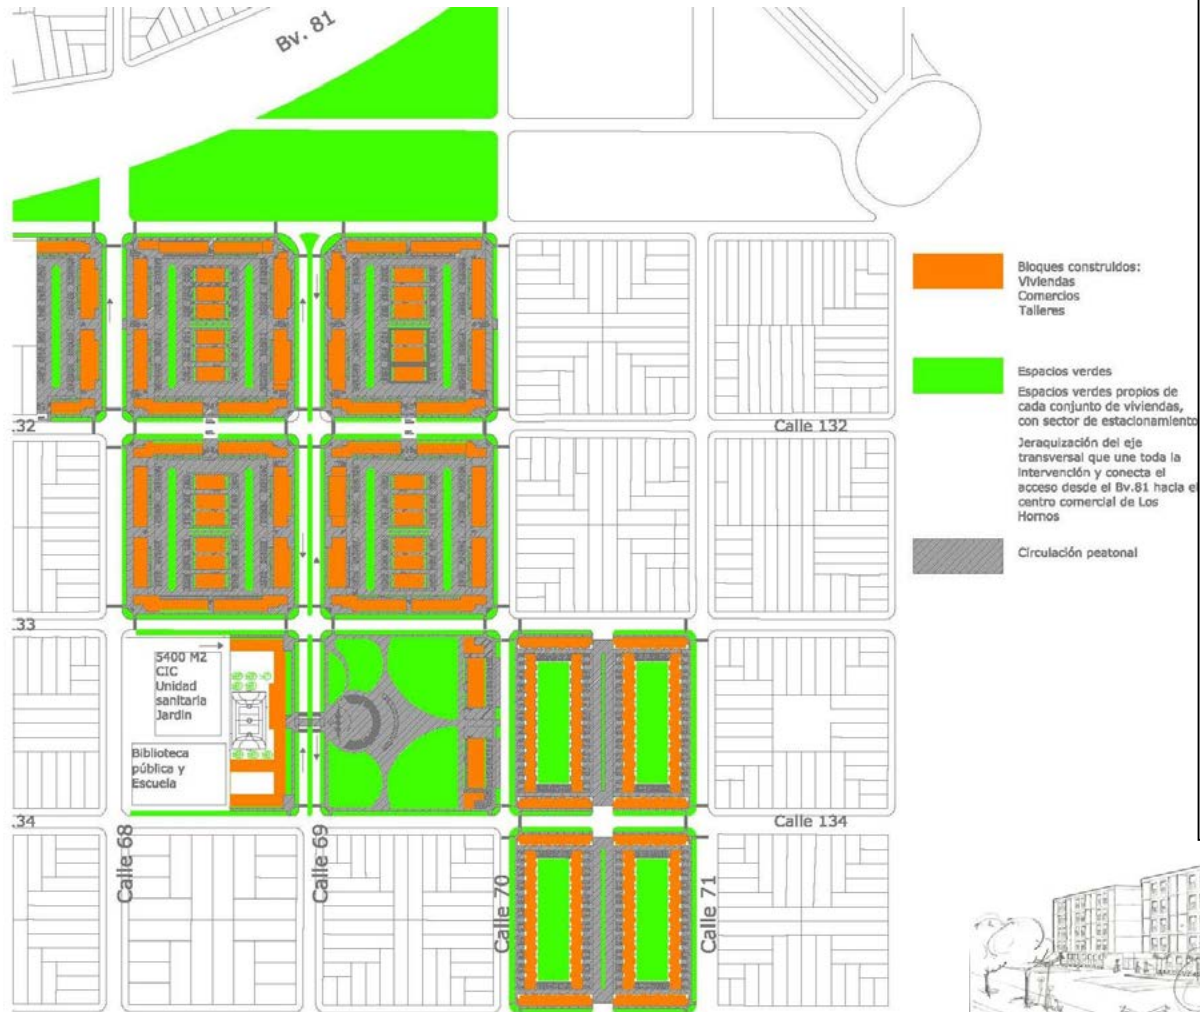 Bv. 81
Bloques construidos:
Viviendas
Comercios
Talleres
Espacios verdes
Espacios verdes propios de
cada conjunto de viviendas,
con sector de estacionamiento
Jeraquización del eje
transversal que une toda la
intervención y conecta el
acceso desde el Bv.81 hacia el
centro comercial de Los
Hornos
Circulación peatonal
32
Calle 132
33
5400 M2
CIC
Unidad
sanitaria
Jardin
Biblioteca
pública y
Escuela
34
Calle 134
Calle 68
Calle 69
Calle 70
Calle 71